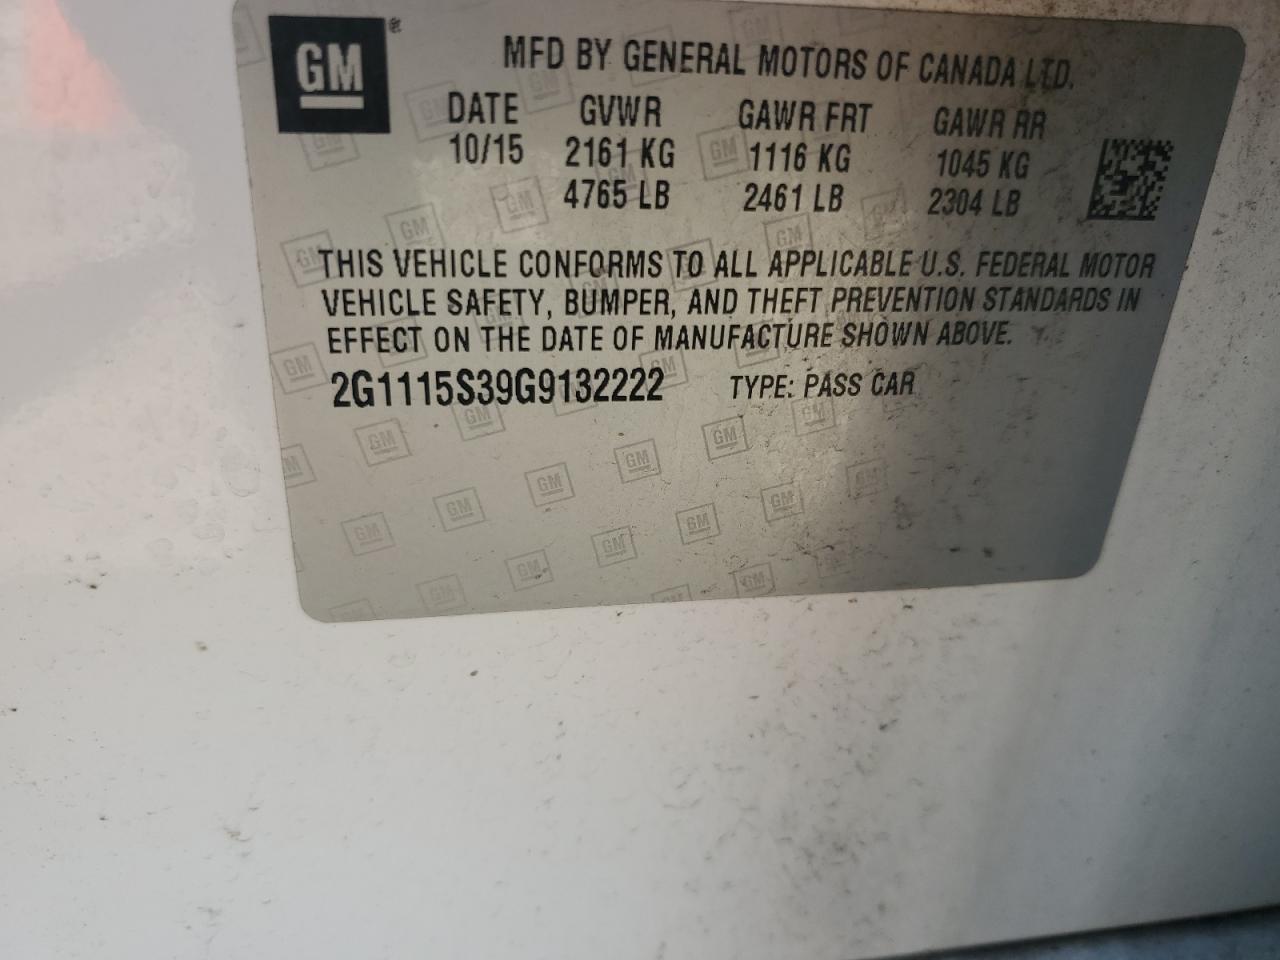 GM
MFD BY GENERAL MOTORS OF CANADA LTD.
DATE GVWR GAWR FRT GAWR RR
10/15 2161 KG 1116 KG 1045 KG
4765 LB 2461 LB 2304 LB
THIS VEHICLE CONFORMS TO ALL APPLICABLE U.S. FEDERAL MOTOR
VEHICLE SAFETY, BUMPER, AND THEFT PREVENTION STANDARDS IN
EFFECT ON THE DATE OF MANUFACTURE SHOWN ABOVE.
2G1115S39G9132222 TYPE: PASS CAR